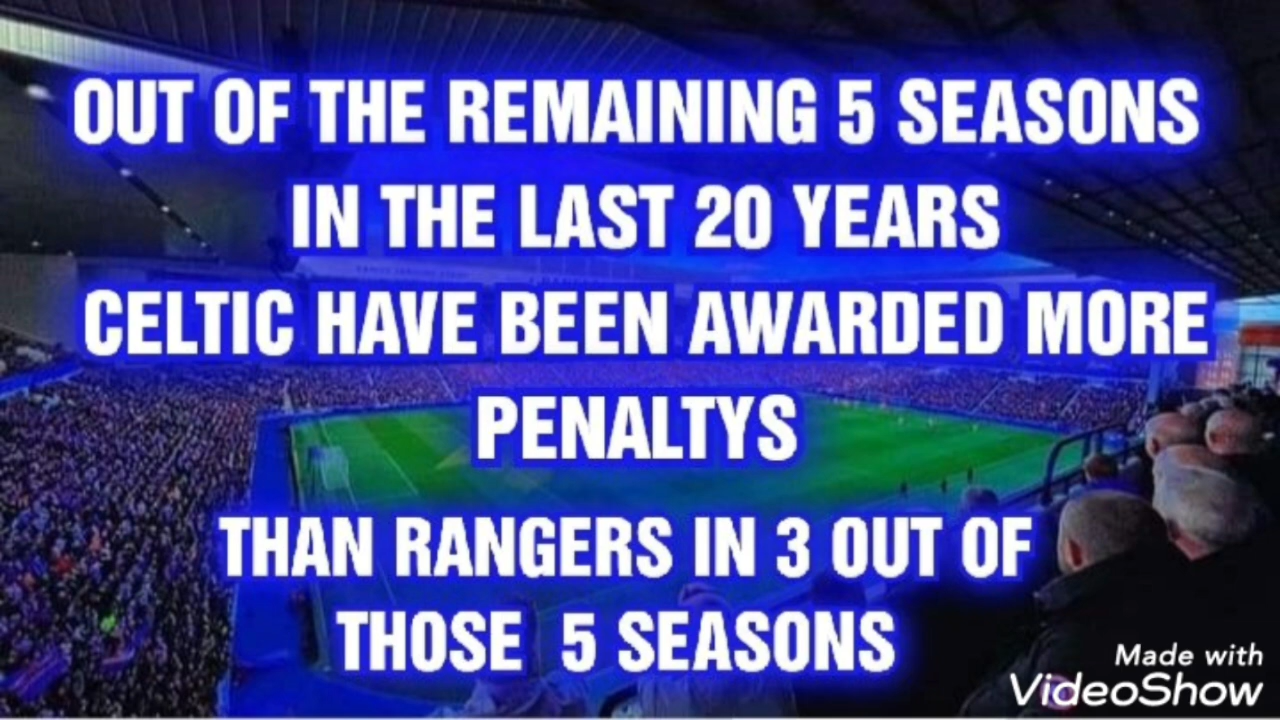 OUT OF THE REMAINING 5 SEASONS
IN THE LAST 20 YEARS
CELTIC HAVE BEEN AWARDED MORE
PENALTYS
THAN RANGERS IN 3 OUT OF
THOSE 5 SEASONS
Made with
VideoShow